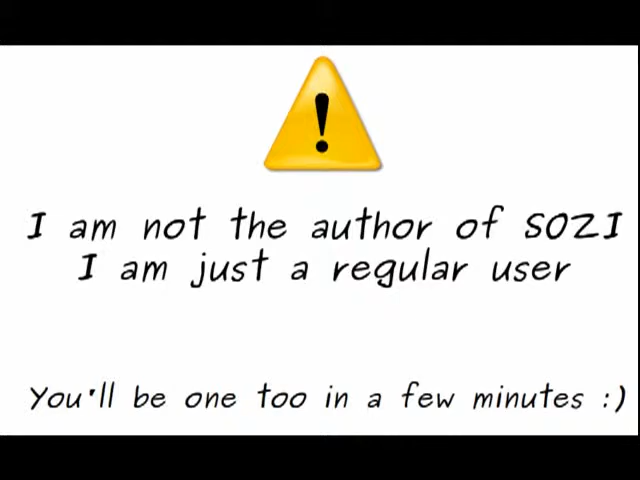 I am not the author of SOZI
I am just a regular user
You'll be one too in a few minutes :)